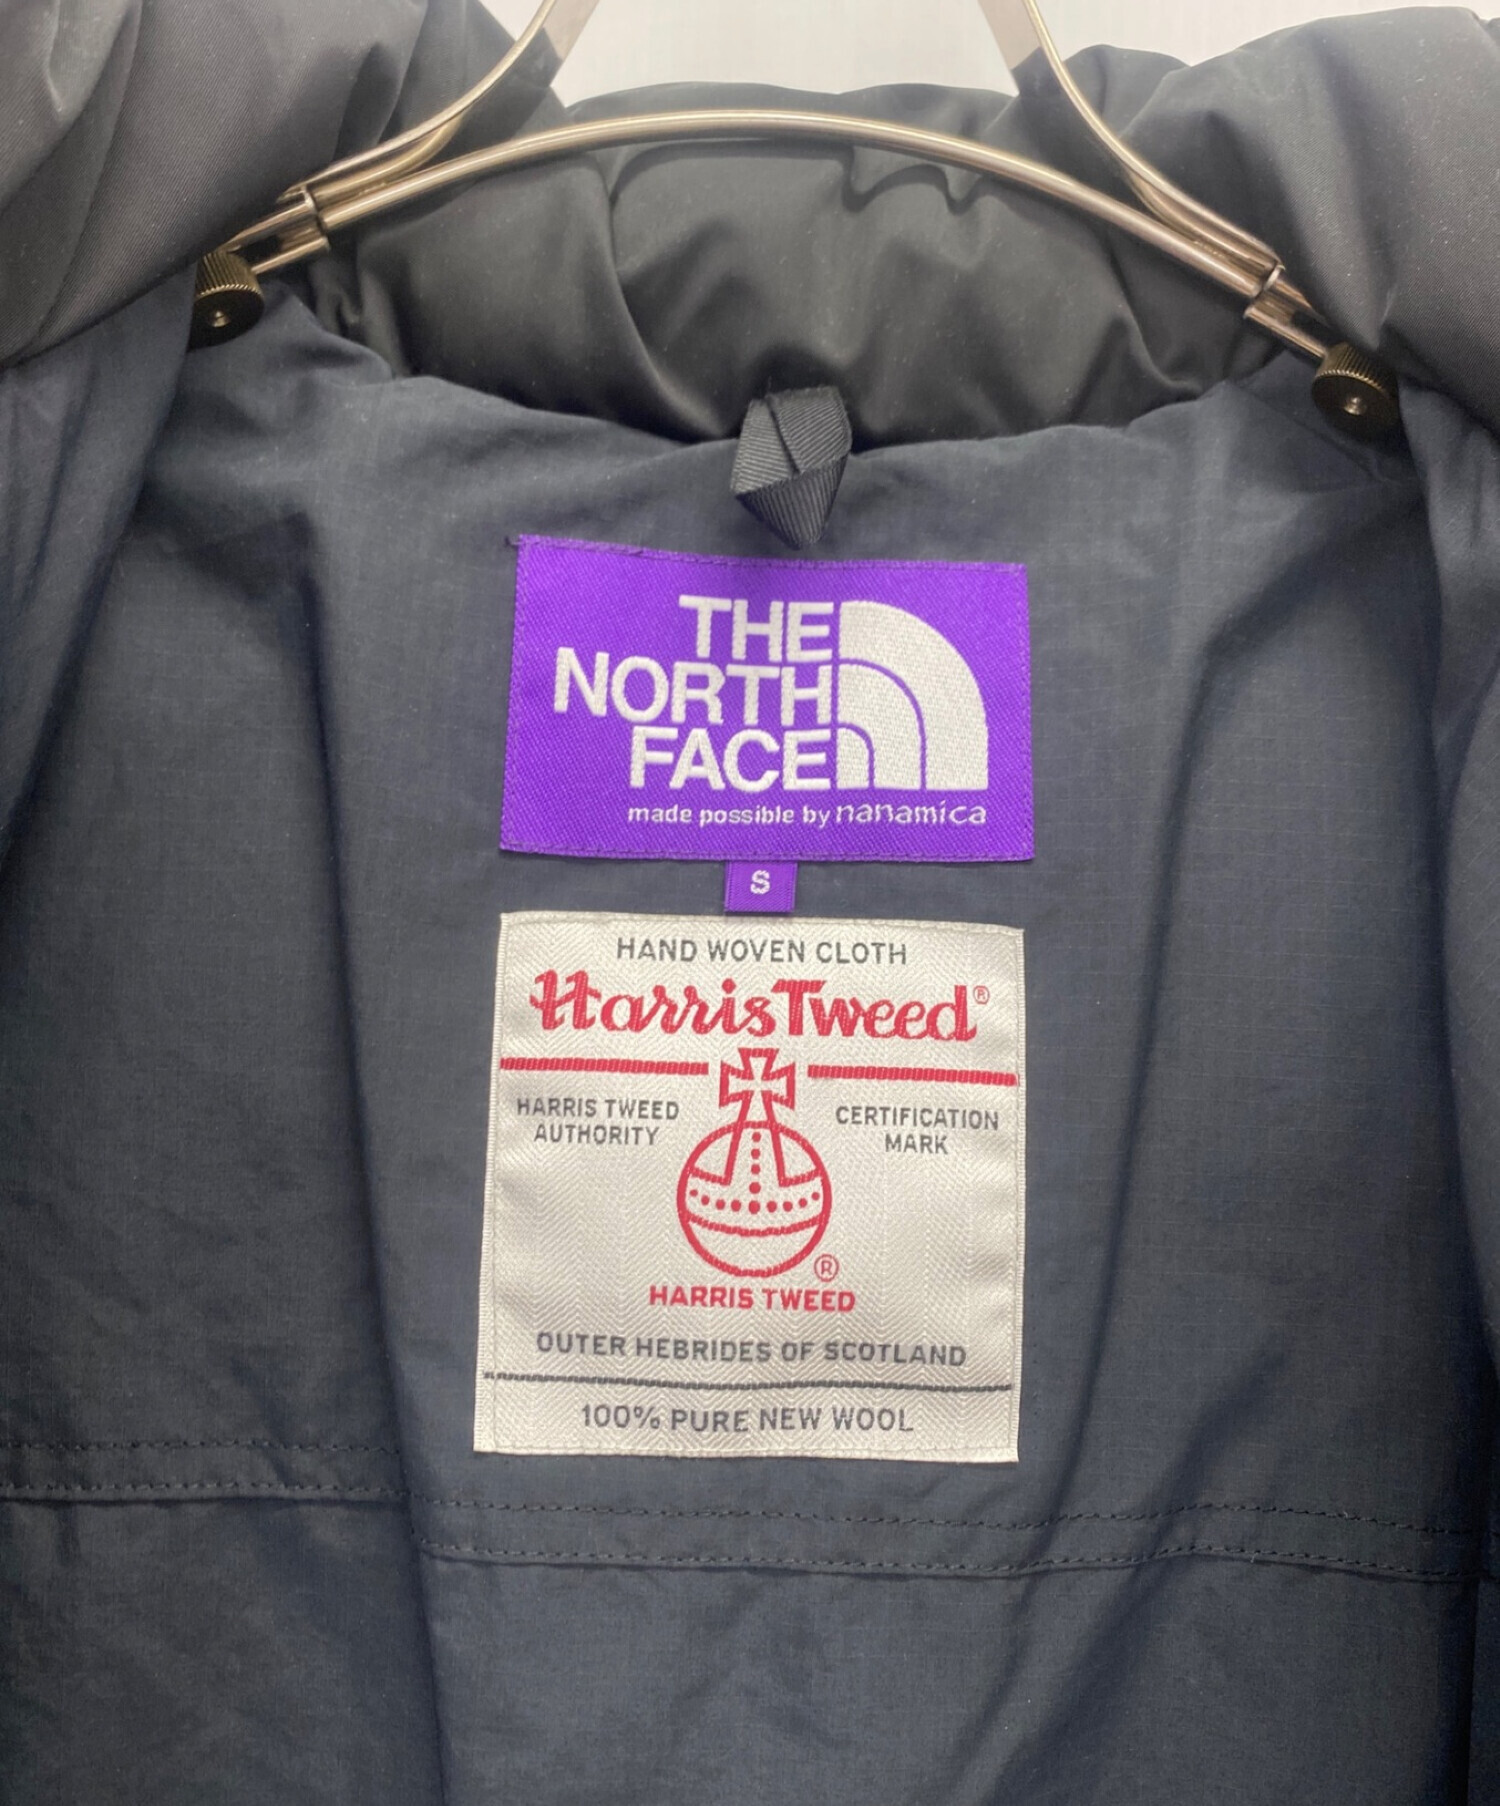 THE
NORTH
FACE
made possible by nanamica
S
HAND WOVEN CLOTH
Harris Tweed®
HARRIS TWEED
AUTHORITY
CERTIFICATION
MARK
®
HARRIS TWEED
OUTER HEBRIDES OF SCOTLAND
100% PURE NEW WOOL